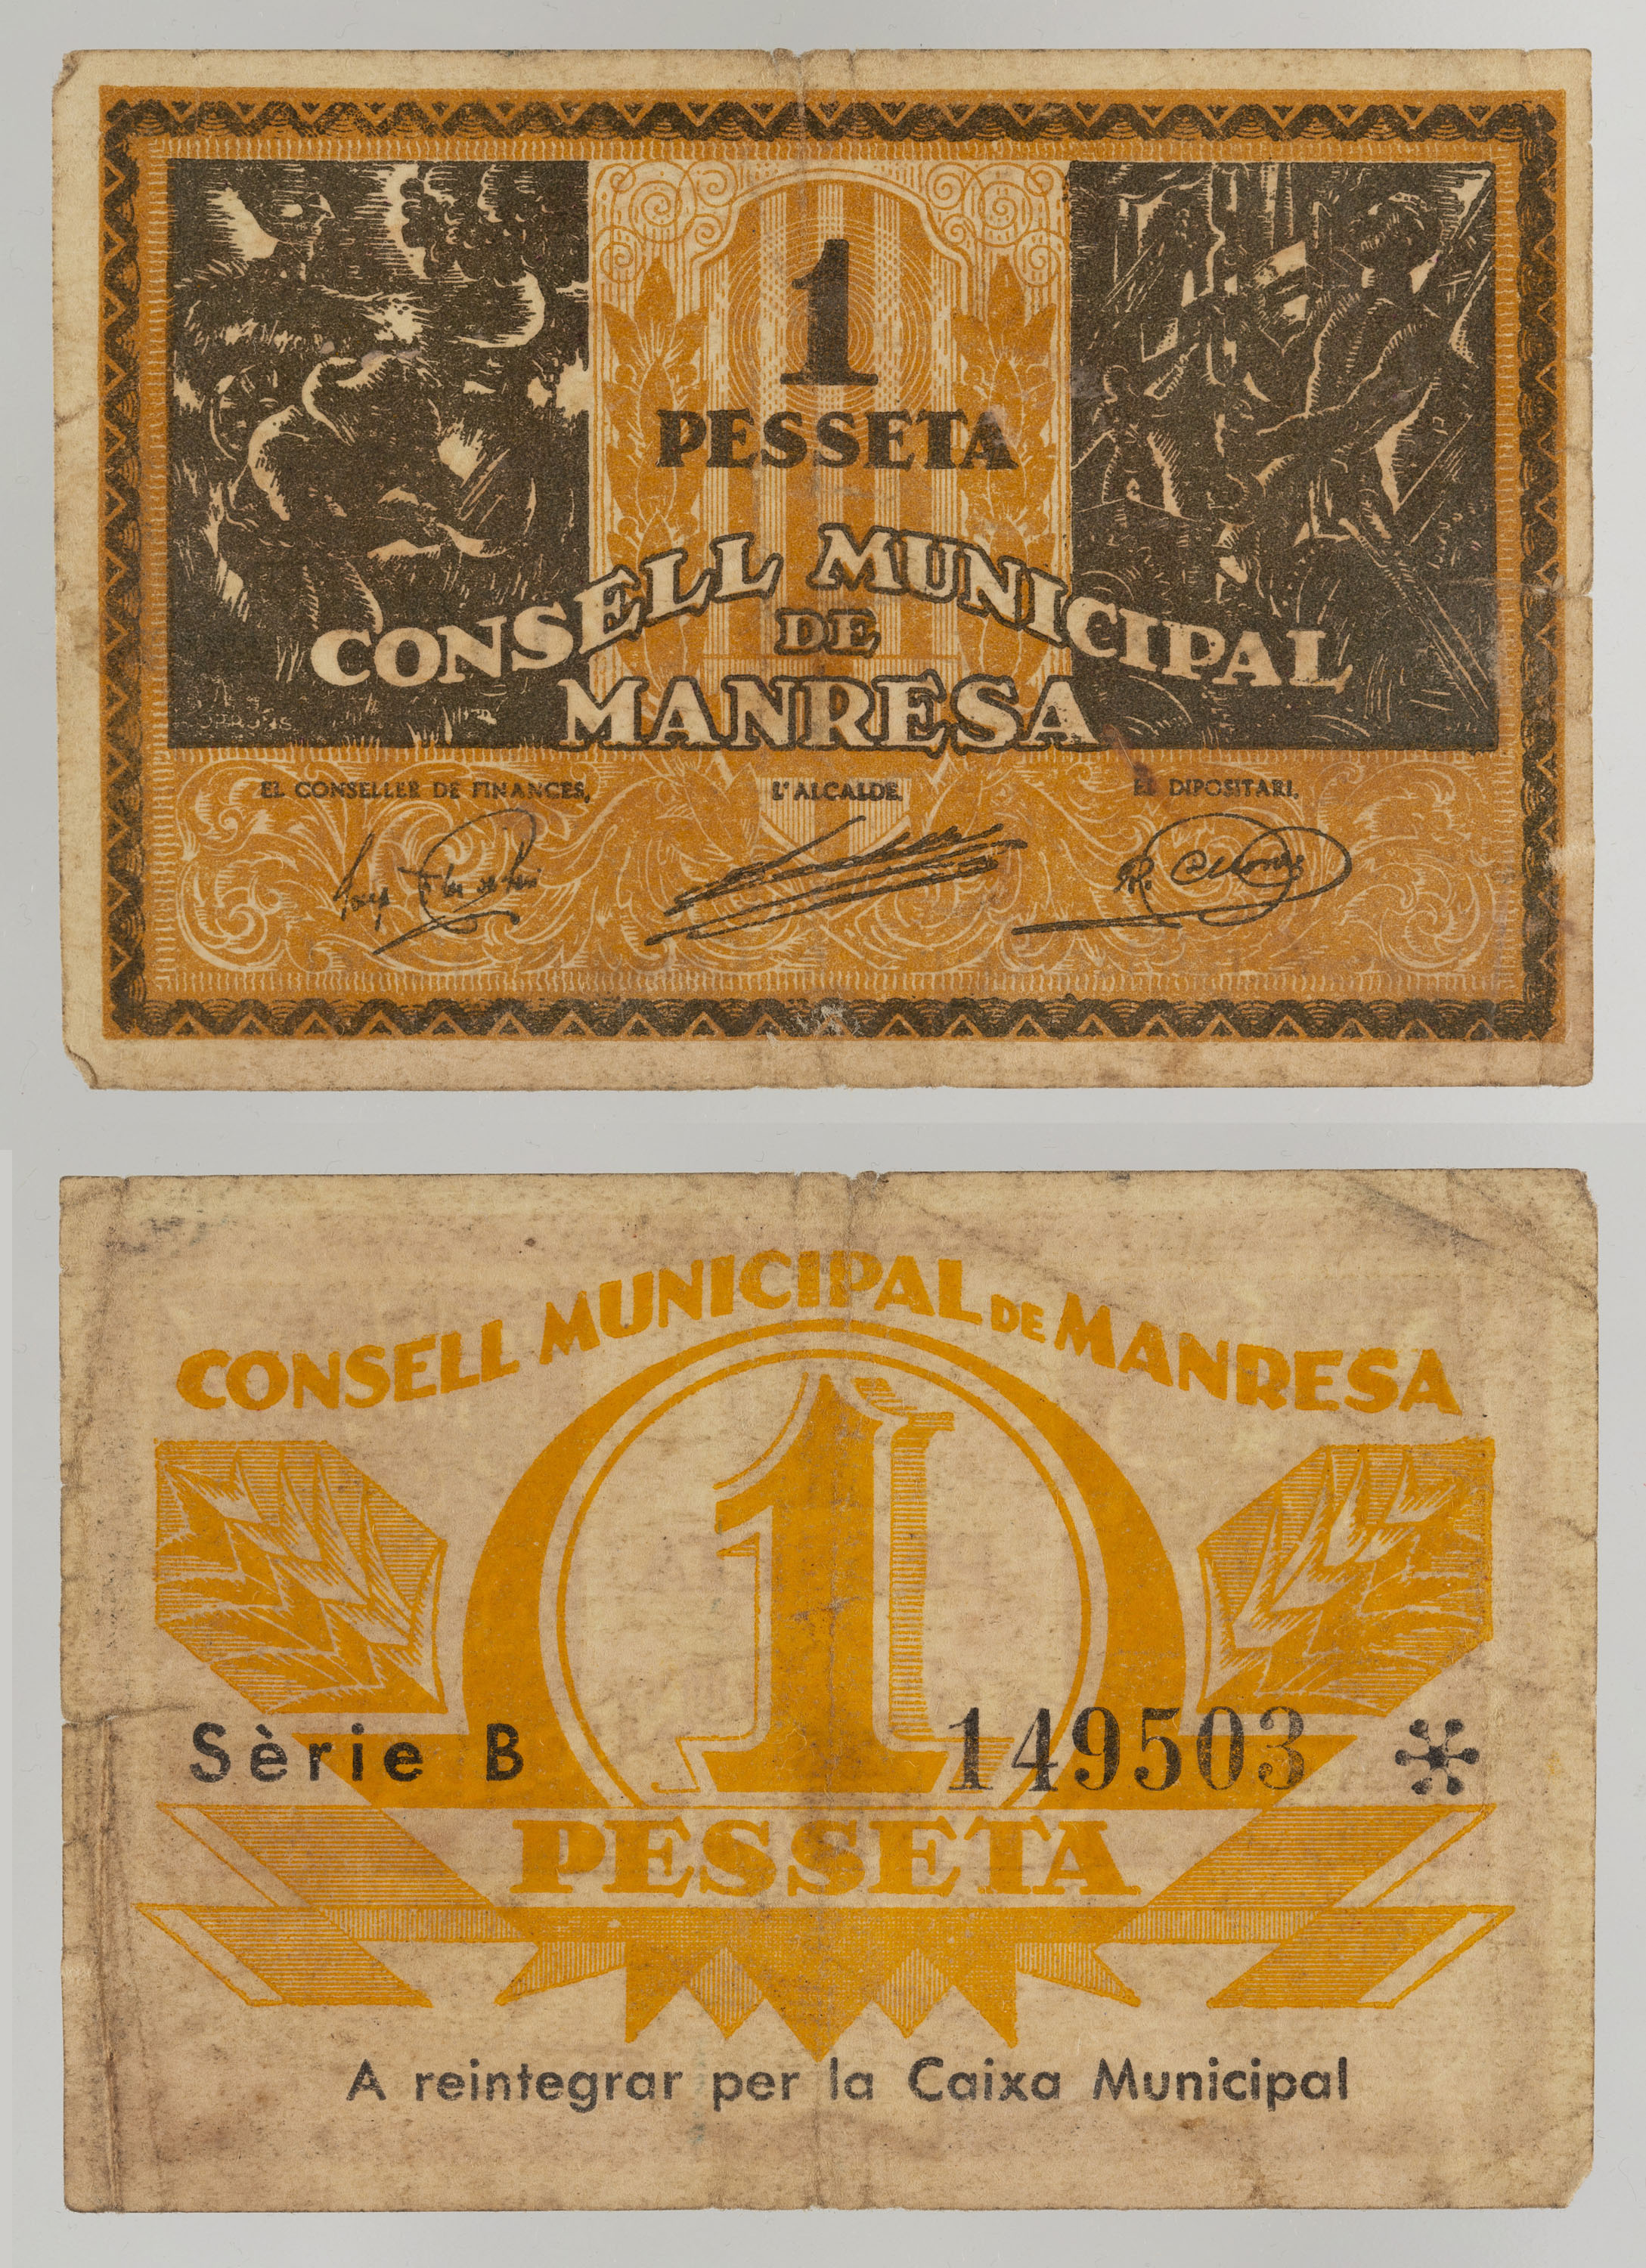 1
PESSETA
CONSELL MUNICIPAL
DE
MANRESA
EL CONSELLER DE FINANCES,
L'ALCALDE.
EL DIPOSITARI.
CONSELL MUNICIPAL DE MANRESA
1
Sèrie B 149503
PESSETA
A reintegrar per la Caixa Municipal